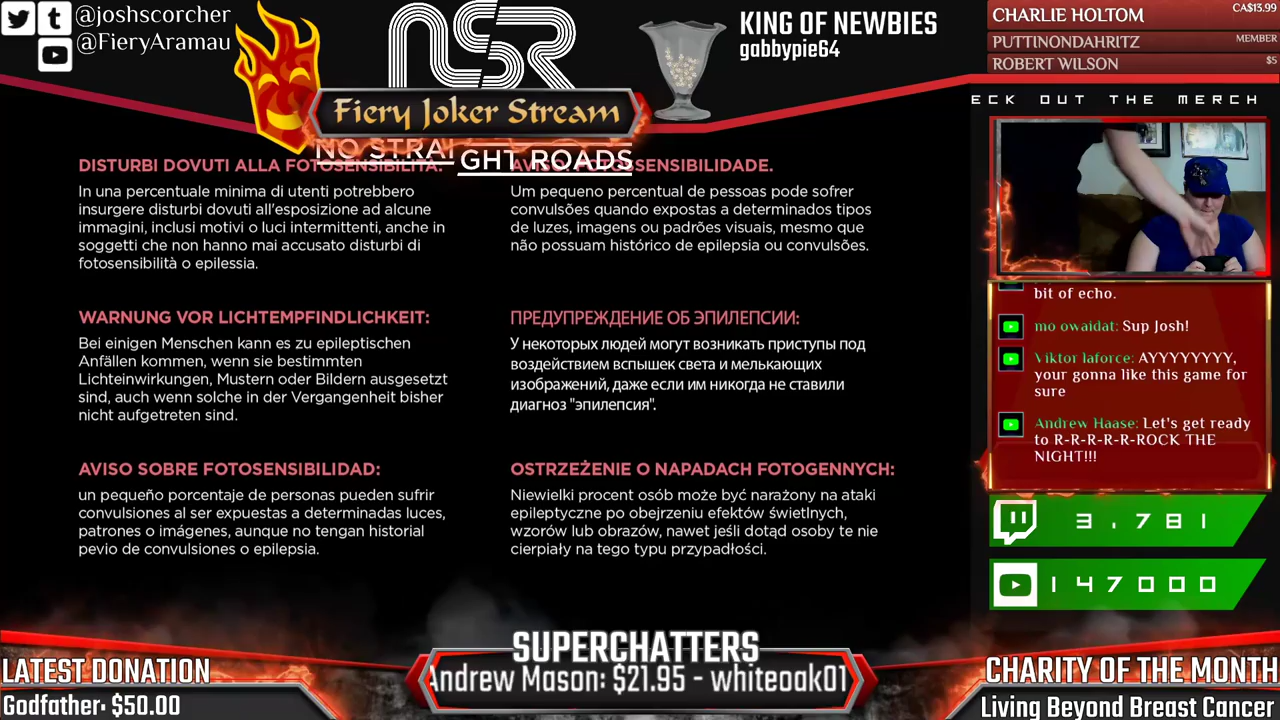 @joshscorcher
@FieryAramau
NSR
Fiery Joker Stream
NO STRAIGHT ROADS
KING OF NEWBIES
gabbypie64
CHARLIE HOLTOM CA$13.99
PUTTINONDAHRITZ MEMBER
ROBERT WILSON $5
ECK OUT THE MERCH
DISTURBI DOVUTI ALLA FOTOSENSIBILITÀ:
In una percentuale minima di utenti potrebbero
insurgere disturbi dovuti all'esposizione ad alcune
immagini, inclusi motivi o luci intermittenti, anche in
soggetti che non hanno mai accusato disturbi di
fotosensibilità o epilessia.
AVISO: FOTOSSENSIBILIDADE.
Um pequeno percentual de pessoas pode sofrer
convulsões quando expostas a determinados tipos
de luzes, imagens ou padrões visuais, mesmo que
não possuam histórico de epilepsia ou convulsões.
WARNUNG VOR LICHTEMPFINDLICHKEIT:
Bei einigen Menschen kann es zu epileptischen
Anfällen kommen, wenn sie bestimmten
Lichteinwirkungen, Mustern oder Bildern ausgesetzt
sind, auch wenn solche in der Vergangenheit bisher
nicht aufgetreten sind.
ПРЕДУПРЕЖДЕНИЕ ОБ ЭПИЛЕПСИИ:
У некоторых людей могут возникать приступы под
воздействием вспышек света и мелькающих
изображений, даже если им никогда не ставили
диагноз "эпилепсия".
AVISO SOBRE FOTOSENSIBILIDAD:
un pequeño porcentaje de personas pueden sufrir
convulsiones al ser expuestas a determinadas luces,
patrones o imágenes, aunque no tengan historial
pevio de convulsiones o epilepsia.
OSTRZEŻENIE O NAPADACH FOTOGENNYCH:
Niewielki procent osób może być narażony na ataki
epileptyczne po obejrzeniu efektów świetlnych,
wzorów lub obrazów, nawet jeśli dotąd osoby te nie
cierpiały na tego typu przypadłości.
bit of echo.
mo owaidat: Sup Josh!
Viktor laforce: AYYYYYYYY,
your gonna like this game for
sure
Andrew Haase: Let's get ready
to R-R-R-R-R-ROCK THE
NIGHT!!!
3,781
147000
LATEST DONATION
Godfather: $50.00
SUPERCHATTERS
Andrew Mason: $21.95 - whiteoak01
CHARITY OF THE MONTH
Living Beyond Breast Cancer